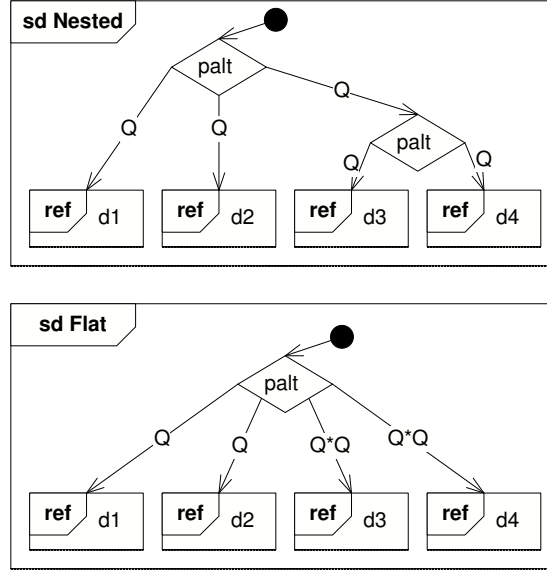 sd Nested
palt
Q
Q
Q
palt
Q
Q
ref d1
ref d2
ref d3
ref d4
sd Flat
palt
Q
Q
Q*Q
Q*Q
ref d1
ref d2
ref d3
ref d4